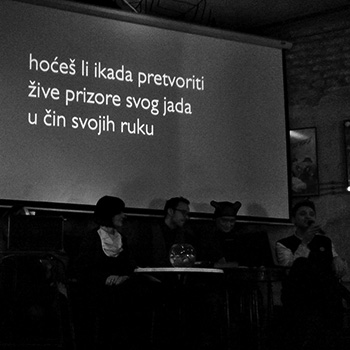 hoćeš li ikada pretvoriti
žive prizore svog jada
u čin svojih ruku